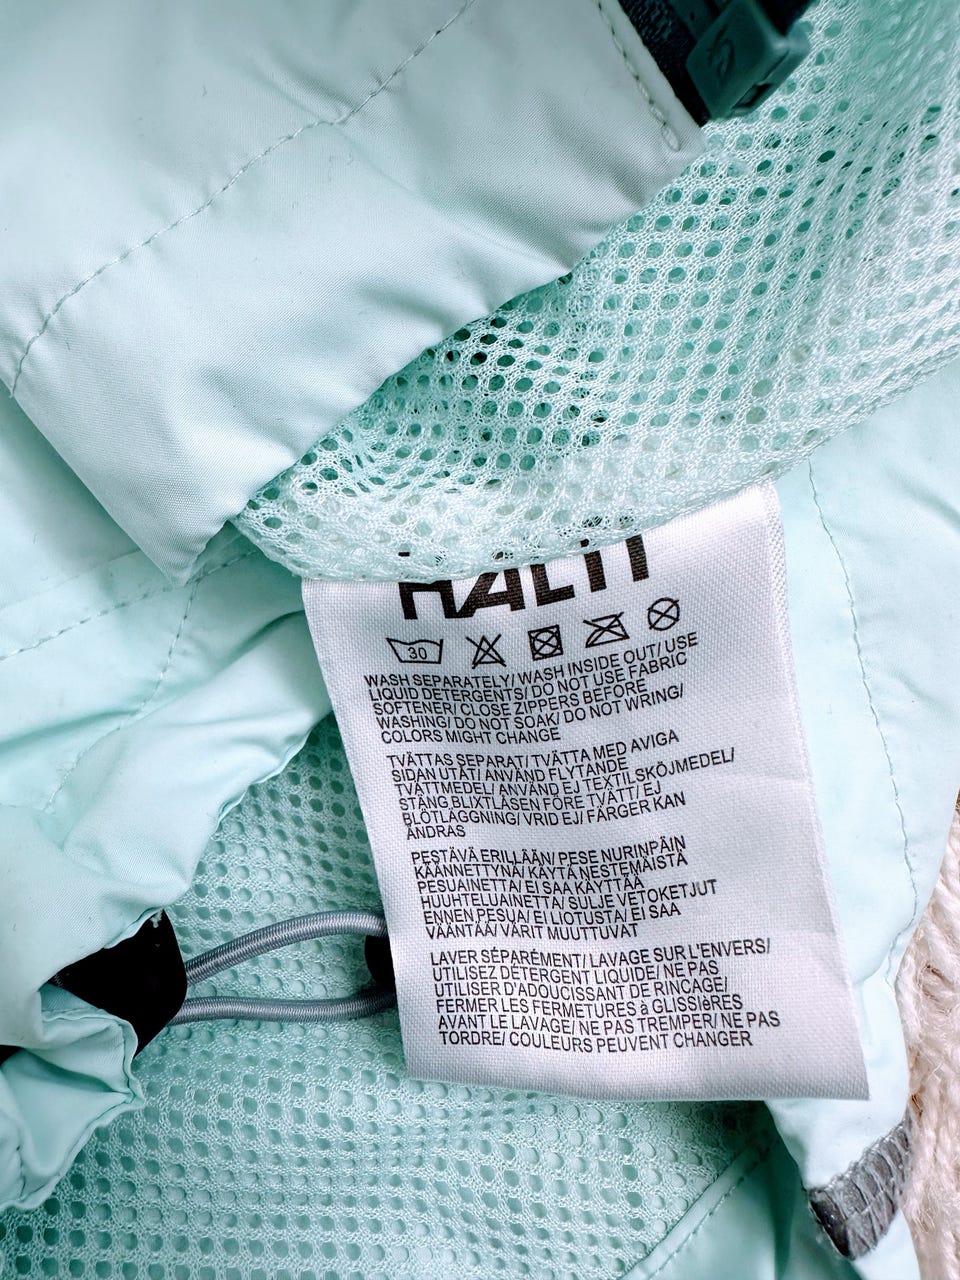 HALTI
30
WASH SEPARATELY/ WASH INSIDE OUT/ USE
LIQUID DETERGENTS/ DO NOT USE FABRIC
SOFTENER/ CLOSE ZIPPERS BEFORE
WASHING/ DO NOT SOAK/ DO NOT WRING/
COLORS MIGHT CHANGE
TVÄTTAS SEPARAT/ TVÄTTA MED AVIGA
SIDAN UTÅT/ ANVÄND FLYTANDE
TVÄTTMEDEL/ ANVÄND EJ TEXTILSKÖJMEDEL/
STÄNG BLIXTLÅSEN FÖRE TVÄTT/ EJ
BLÖTLÄGGNING/ VRID EJ/ FÄRGER KAN
ÄNDRAS
PESTÄVÄ ERILLÄÄN/ PESE NURINPÄIN
KÄÄNNETTYNÄ/ KÄYTÄ NESTEMÄISTÄ
PESUAINETTA/ EI SAA KÄYTTÄÄ
HUUHTELUAINETTA/ SULJE VETOKETJUT
ENNEN PESUA/ EI LIOTUSTA/ EI SAA
VÄÄNTÄÄ/ VÄRIT MUUTTUVAT
LAVER SÉPARÉMENT/ LAVAGE SUR L'ENVERS/
UTILISEZ DÉTERGENT LIQUIDE/ NE PAS
UTILISER D'ADOUCISSANT DE RINCAGE/
FERMER LES FERMETURES à GLISSIèRES
AVANT LE LAVAGE/ NE PAS TREMPER/ NE PAS
TORDRE/ COULEURS PEUVENT CHANGER